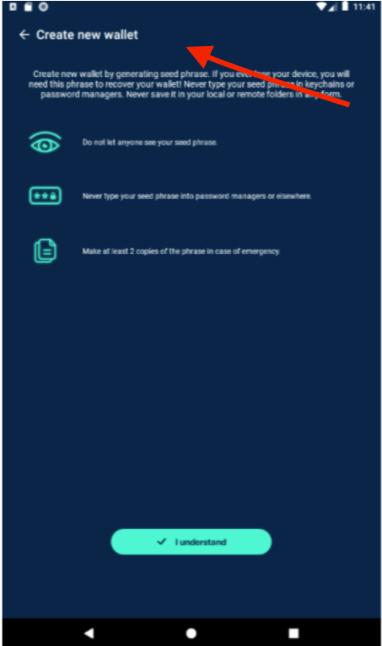 11:41
Create new wallet
Create new wallet by generating seed phrase. If you ever lose your device, you will
need this phrase to recover your wallet! Never type your seed phrase in keychains or
password managers. Never save it in your local or remote folders in any form.
Do not let anyone see your seed phrase.
Never type your seed phrase into password managers or elsewhere.
Make at least 2 copies of the phrase in case of emergency.
I understand